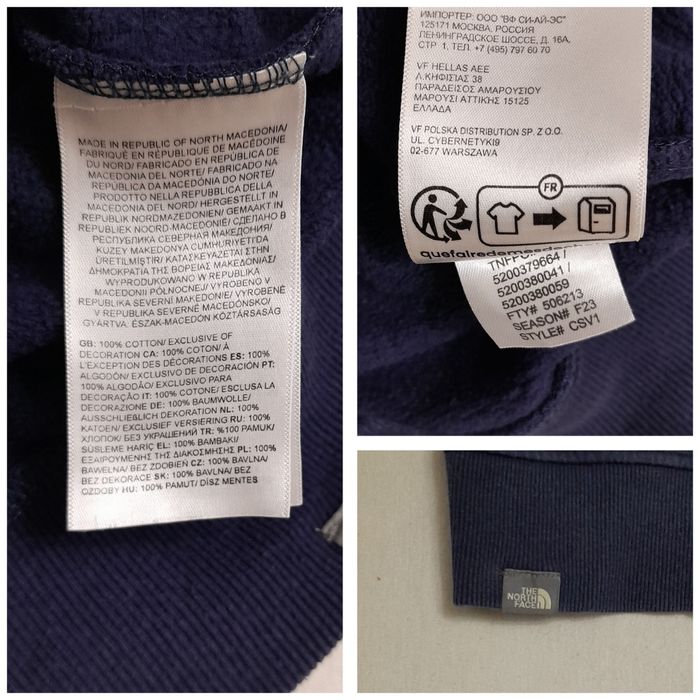 MADE IN REPUBLIC OF NORTH MACEDONIA/
FABRIQUÉ EN RÉPUBLIQUE DE MACÉDOINE
DU NORD/ FABRICADO EN REPÚBLICA DE
MACEDONIA DEL NORTE/ FABRICADO NA
REPÚBLICA DA MACEDÓNIA DO NORTE/
PRODOTTO NELLA REPUBBLICA DELLA
MACEDONIA DEL NORD/ HERGESTELLT IN
REPUBLIK NORDMAZEDONIEN/ GEMAAKT IN
REPUBLIEK NOORD-MACEDONIË/ СДЕЛАНО В
РЕСПУБЛИКА СЕВЕРНАЯ МАКЕДОНИЯ/
KUZEY MAKEDONYA CUMHURİYETİ'DA
ÜRETİLMİŞTİR/ ΚΑΤΑΣΚΕΥΑΖΕΤΑΙ ΣΤΗΝ
ΔΗΜΟΚΡΑΤΙΑ ΤΗΣ ΒΟΡΕΙΑΣ ΜΑΚΕΔΟΝΙΑΣ/
WYPRODUKOWANO W REPUBLIKA
MACEDONII PÓŁNOCNEJ/ VYROBENO V
REPUBLIKA SEVERNÍ MAKEDONIE/ VYROBENÉ
V REPUBLIKA SEVERNÉ MACEDÓNSKO/
GYÁRTVA: ÉSZAK-MACEDÓN KÖZTÁRSASÁG
GB: 100% COTTON/ EXCLUSIVE OF
DECORATION CA: 100% COTON/ À
L'EXCEPTION DES DÉCORATIONS ES: 100%
ALGODÓN/ EXCLUSIVO DE DECORACIÓN PT:
100% ALGODÃO/ EXCLUSIVO PARA
DECORAÇÃO IT: 100% COTONE/ ESCLUSA LA
DECORAZIONE DE: 100% BAUMWOLLE/
AUSSCHLIEßLICH DEKORATION NL: 100%
KATOEN/ EXCLUSIEF VERSIERING RU: 100%
ХЛОПОК/ БЕЗ УКРАШЕНИЙ TR: %100 PAMUK/
SÜSLEME HARİÇ EL: 100% ΒΑΜΒΑΚΙ/
ΕΞΑΙΡΟΥΜΕΝΗΣ ΤΗΣ ΔΙΑΚΟΣΜΗΣΗΣ PL: 100%
BAWEŁNA/ BEZ ZDOBIEŃ CZ: 100% BAVLNA/ BEZ
DEKORACE SK: 100% BAVLNA/ BEZ
OZDOBY HU: 100% PAMUT/ DÍSZ MENTES
ИМПОРТЕР: ООО "ВФ СИ-АЙ-ЭС"
125171 МОСКВА, РОССИЯ
ЛЕНИНГРАДСКОЕ ШОССЕ, Д. 16А,
СТР. 1. ТЕЛ. +7 (495) 797 60 70
VF HELLAS AEE
Λ.ΚΗΦΙΣΙΑΣ 38
ΠΑΡΑΔΕΙΣΟΣ ΑΜΑΡΟΥΣΙΟΥ
ΜΑΡΟΥΣΙ ΑΤΤΙΚΗΣ 15125
ΕΛΛΑΔΑ
VF POLSKA DISTRIBUTION SP. Z O.O.
UL. CYBERNETYKI9
02-677 WARSZAWA
FR
5200379664 /
5200380041 /
5200380059
FTY# 506213
SEASON# F23
STYLE# CSV1
THE
NORTH
FACE